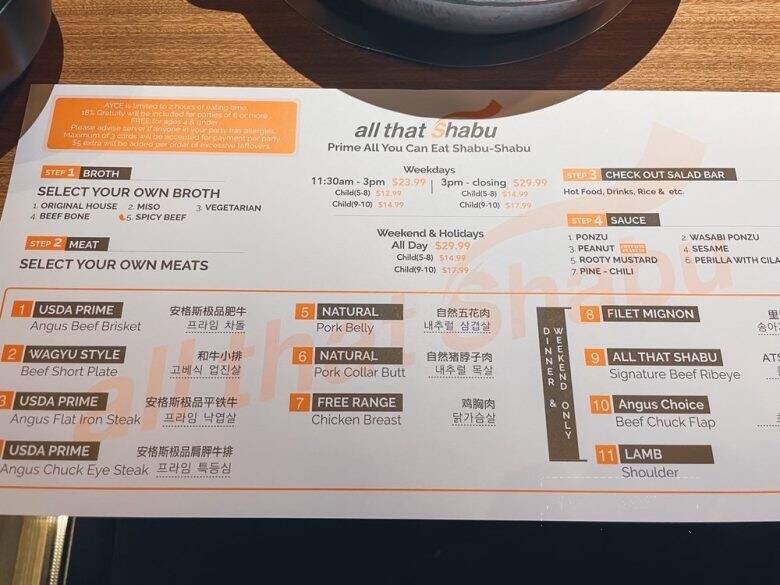 AYCE is limited to 2 hours of eating time.
18% Gratuity will be included for parties of 6 or more
FREE for ages 4 & under
Please advise server if anyone in your party has allergies.
Maximum of 3 cards will be accepted for payment per party.
$5 extra will be added per order of excessive leftovers.
all that Shabu
Prime All You Can Eat Shabu-Shabu
STEP 1 BROTH
SELECT YOUR OWN BROTH
1. ORIGINAL HOUSE 2. MISO 3. VEGETARIAN
4. BEEF BONE 5. SPICY BEEF
STEP 2 MEAT
SELECT YOUR OWN MEATS
Weekdays
11:30am - 3pm $23.99 | 3pm - closing $29.99
Child(5-8) $12.99 Child(5-8) $14.99
Child(9-10) $14.99 Child(9-10) $17.99
Weekend & Holidays
All Day $29.99
Child(5-8) $14.99
Child(9-10) $17.99
STEP 3 CHECK OUT SALAD BAR
Hot Food, Drinks, Rice & etc.
STEP 4 SAUCE
1. PONZU 2. WASABI PONZU
3. PEANUT 4. SESAME
5. ROOTY MUSTARD 6. PERILLA WITH CILA
7. PINE - CHILI
1 USDA PRIME 安格斯极品肥牛
Angus Beef Brisket 프라임 차돌
2 WAGYU STYLE 和牛小排
Beef Short Plate 고베식 업진살
3 USDA PRIME 安格斯极品平铁牛
Angus Flat Iron Steak 프라임 낙엽살
USDA PRIME 安格斯极品肩胛牛排
Angus Chuck Eye Steak 프라임 특등심
5 NATURAL 自然五花肉
Pork Belly 내추럴 삼겹살
6 NATURAL 自然猪脖子肉
Pork Collar Butt 내추럴 목살
7 FREE RANGE 鸡胸肉
Chicken Breast 닭가슴살
DINNER & WEEKEND ONLY
8 FILET MIGNON
9 ALL THAT SHABU
Signature Beef Ribeye
10 Angus Choice
Beef Chuck Flap
11 LAMB
Shoulder
all that Shabu